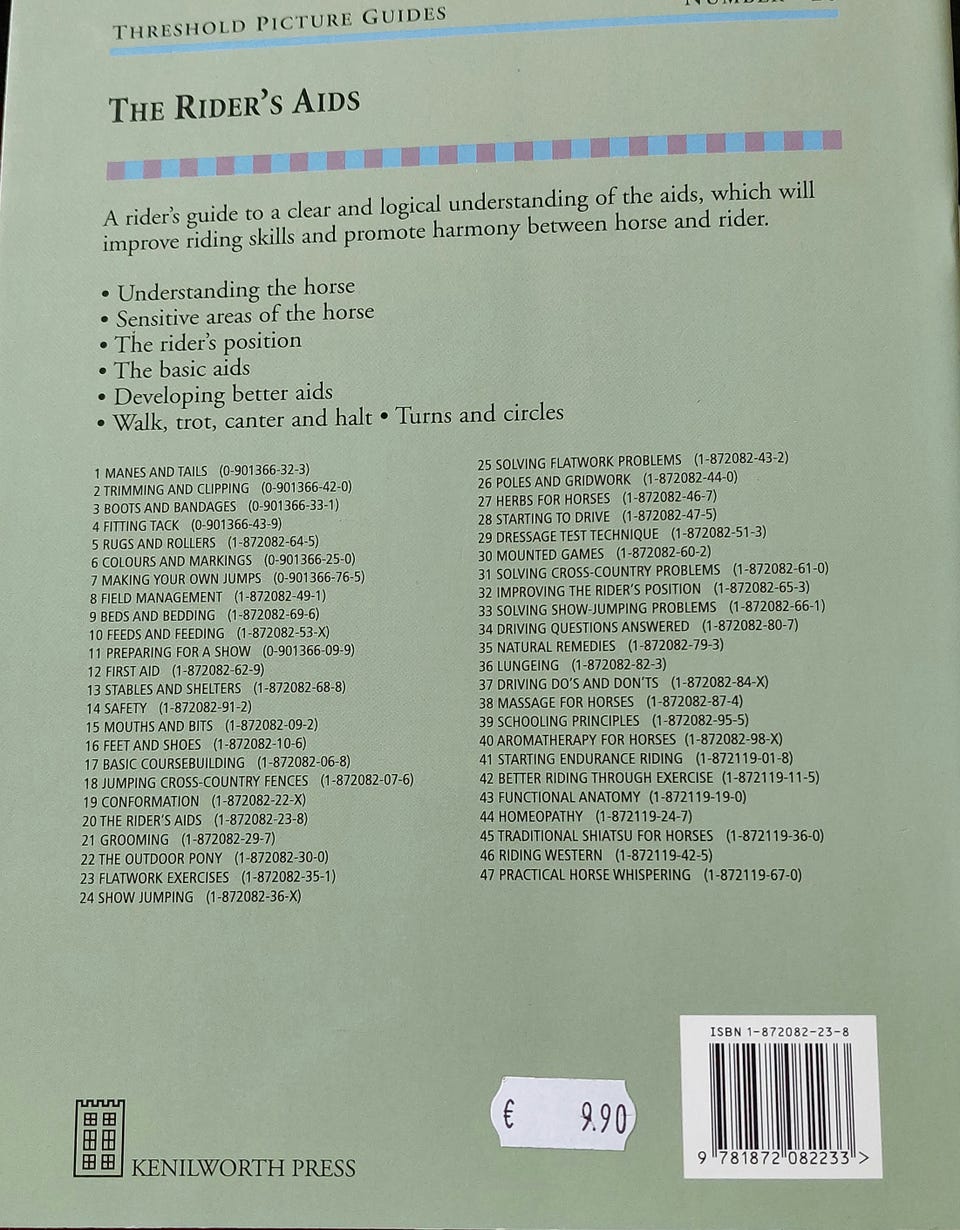 THRESHOLD PICTURE GUIDES
THE RIDER'S AIDS
A rider's guide to a clear and logical understanding of the aids, which will
improve riding skills and promote harmony between horse and rider.
• Understanding the horse
• Sensitive areas of the horse
• The rider's position
• The basic aids
• Developing better aids
• Walk, trot, canter and halt • Turns and circles
1 MANES AND TAILS (0-901366-32-3)
2 TRIMMING AND CLIPPING (0-901366-42-0)
3 BOOTS AND BANDAGES (0-901366-33-1)
4 FITTING TACK (0-901366-43-9)
5 RUGS AND ROLLERS (1-872082-64-5)
6 COLOURS AND MARKINGS (0-901366-25-0)
7 MAKING YOUR OWN JUMPS (0-901366-76-5)
8 FIELD MANAGEMENT (1-872082-49-1)
9 BEDS AND BEDDING (1-872082-69-6)
10 FEEDS AND FEEDING (1-872082-53-X)
11 PREPARING FOR A SHOW (0-901366-09-9)
12 FIRST AID (1-872082-62-9)
13 STABLES AND SHELTERS (1-872082-68-8)
14 SAFETY (1-872082-91-2)
15 MOUTHS AND BITS (1-872082-09-2)
16 FEET AND SHOES (1-872082-10-6)
17 BASIC COURSEBUILDING (1-872082-06-8)
18 JUMPING CROSS-COUNTRY FENCES (1-872082-07-6)
19 CONFORMATION (1-872082-22-X)
20 THE RIDER'S AIDS (1-872082-23-8)
21 GROOMING (1-872082-29-7)
22 THE OUTDOOR PONY (1-872082-30-0)
23 FLATWORK EXERCISES (1-872082-35-1)
24 SHOW JUMPING (1-872082-36-X)
25 SOLVING FLATWORK PROBLEMS (1-872082-43-2)
26 POLES AND GRIDWORK (1-872082-44-0)
27 HERBS FOR HORSES (1-872082-46-7)
28 STARTING TO DRIVE (1-872082-47-5)
29 DRESSAGE TEST TECHNIQUE (1-872082-51-3)
30 MOUNTED GAMES (1-872082-60-2)
31 SOLVING CROSS-COUNTRY PROBLEMS (1-872082-61-0)
32 IMPROVING THE RIDER'S POSITION (1-872082-65-3)
33 SOLVING SHOW-JUMPING PROBLEMS (1-872082-66-1)
34 DRIVING QUESTIONS ANSWERED (1-872082-80-7)
35 NATURAL REMEDIES (1-872082-79-3)
36 LUNGEING (1-872082-82-3)
37 DRIVING DO'S AND DON'TS (1-872082-84-X)
38 MASSAGE FOR HORSES (1-872082-87-4)
39 SCHOOLING PRINCIPLES (1-872082-95-5)
40 AROMATHERAPY FOR HORSES (1-872082-98-X)
41 STARTING ENDURANCE RIDING (1-872119-01-8)
42 BETTER RIDING THROUGH EXERCISE (1-872119-11-5)
43 FUNCTIONAL ANATOMY (1-872119-19-0)
44 HOMEOPATHY (1-872119-24-7)
45 TRADITIONAL SHIATSU FOR HORSES (1-872119-36-0)
46 RIDING WESTERN (1-872119-42-5)
47 PRACTICAL HORSE WHISPERING (1-872119-67-0)
ISBN 1-872082-23-8
9 781872 082233 >
€ 9.90
KENILWORTH PRESS